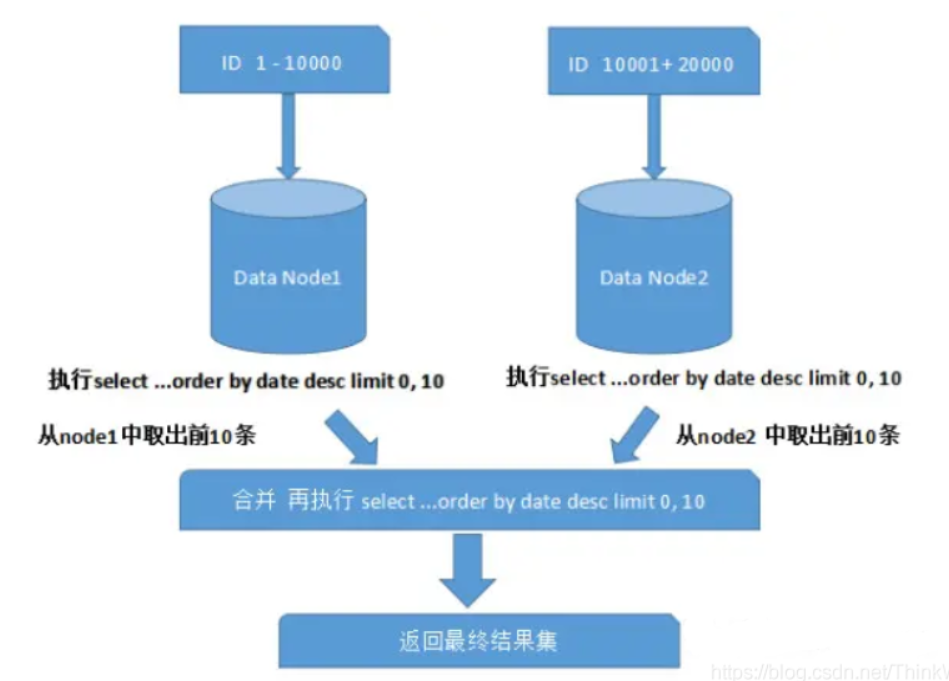 ID 1 - 10000
ID 10001+ 20000
Data Node1
Data Node2
执行select ...order by date desc limit 0, 10
执行select ...order by date desc limit 0, 10
从node1中取出前10条
从node2 中取出前10条
合并 再执行 select ...order by date desc limit 0, 10
返回最终结果集
https://blog.csdn.net/Think